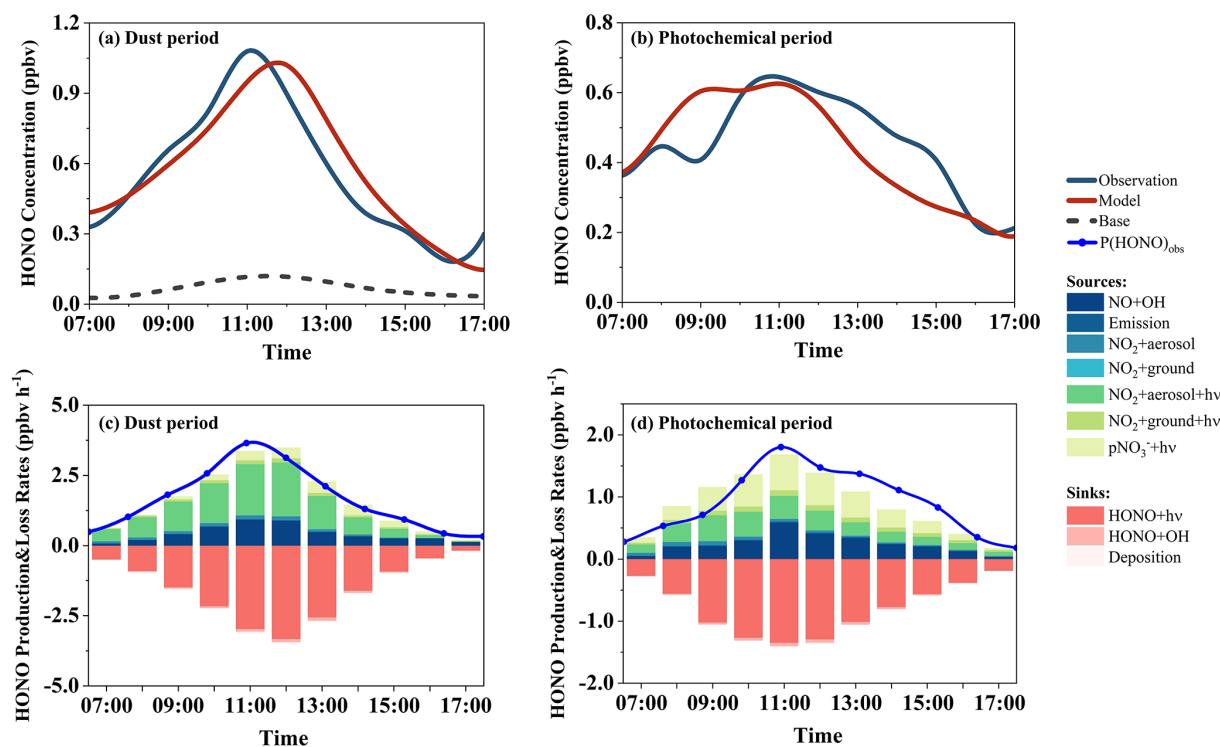 (a) Dust period
HONO Concentration (ppbv)
1.2
0.9
0.6
0.3
0.0
07:00 09:00 11:00 13:00 15:00 17:00
Time
(b) Photochemical period
HONO Concentration (ppbv)
0.8
0.6
0.4
0.2
0.0
07:00 09:00 11:00 13:00 15:00 17:00
Time
Observation
Model
Base
P(HONO)obs
Sources:
NO+OH
Emission
NO₂+aerosol
NO₂+ground
NO₂+aerosol+hν
NO₂+ground+hν
pNO₃⁻+hν
Sinks:
HONO+hν
HONO+OH
Deposition
(c) Dust period
HONO Production&Loss Rates (ppbv h⁻¹)
5.0
2.5
0.0
-2.5
-5.0
07:00 09:00 11:00 13:00 15:00 17:00
Time
(d) Photochemical period
HONO Production&Loss Rates (ppbv h⁻¹)
2.0
1.0
0.0
-1.0
-2.0
07:00 09:00 11:00 13:00 15:00 17:00
Time